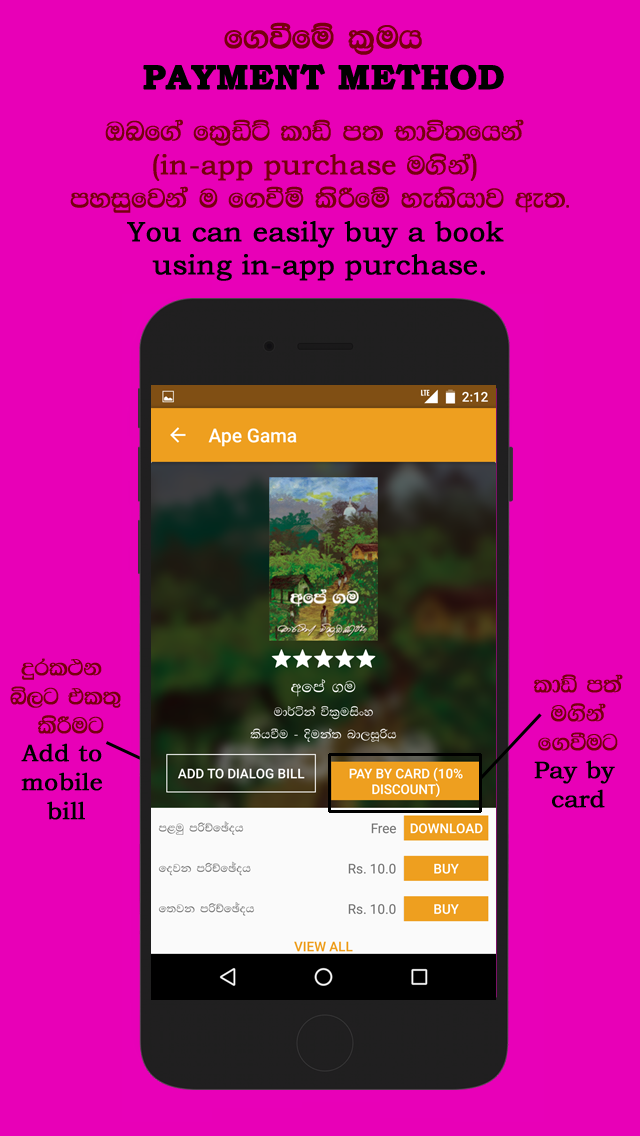 ගෙවීමේ ක්‍රමය
PAYMENT METHOD
ඔබගේ ක්‍රෙඩිට් කාඩ් පත භාවිතයෙන්
(in-app purchase මගින්)
පහසුවෙන් ම ගෙවීම් කිරීමේ හැකියාව ඇත.
You can easily buy a book
using in-app purchase.
LTE 2:12
Ape Gama
අපේ ගම
මාර්ටින් වික්‍රමසිංහ
අපේ ගම
මාර්ටින් වික්‍රමසිංහ
කියවීම - දිමන්ත බාලසූරිය
දුරකථන
බිලට එකතු
කිරීමට
Add to
mobile
bill
ADD TO DIALOG BILL
PAY BY CARD (10%
DISCOUNT)
කාඩ් පත්
මගින්
ගෙවීමට
Pay by
card
පළමු පරිච්ඡේදය Free DOWNLOAD
දෙවන පරිච්ඡේදය Rs. 10.0 BUY
තෙවන පරිච්ඡේදය Rs. 10.0 BUY
VIEW ALL